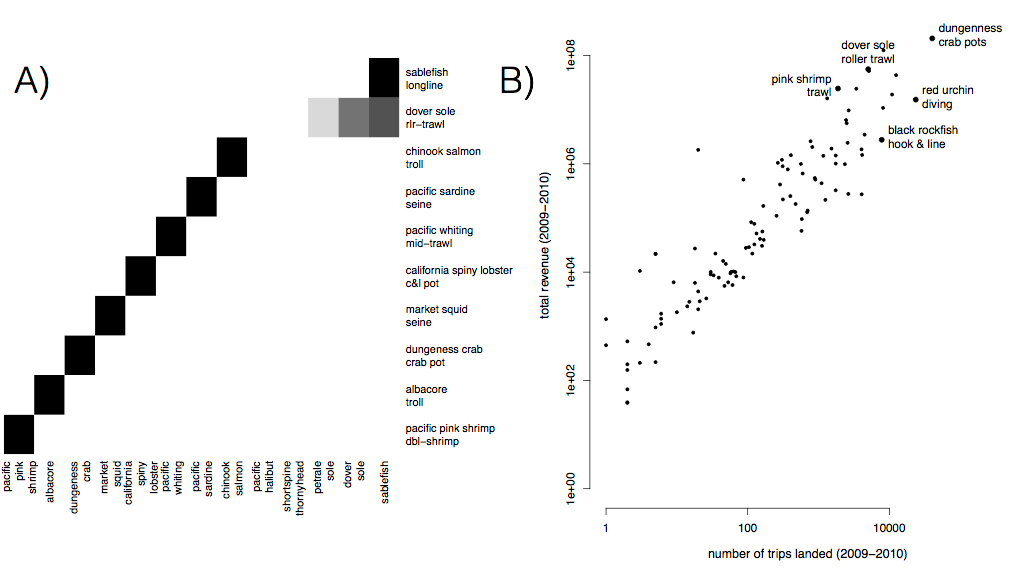 A)
sablefish
longline
dover sole
rlr−trawl
chinook salmon
troll
pacific sardine
seine
pacific whiting
mid−trawl
california spiny lobster
c&l pot
market squid
seine
dungeness crab
crab pot
albacore
troll
pacific pink shrimp
dbl−shrimp
pacific
pink
shrimp
albacore
dungeness
crab
market
squid
california
spiny
lobster
pacific
whiting
pacific
sardine
chinook
salmon
pacific
halibut
shortspine
thornyhead
petrale
sole
dover
sole
sablefish
B)
total revenue (2009−2010)
1e+08
1e+06
1e+04
1e+02
1e+00
dungenness
crab pots
dover sole
roller trawl
pink shrimp
trawl
red urchin
diving
black rockfish
hook & line
1
100
10000
number of trips landed (2009−2010)